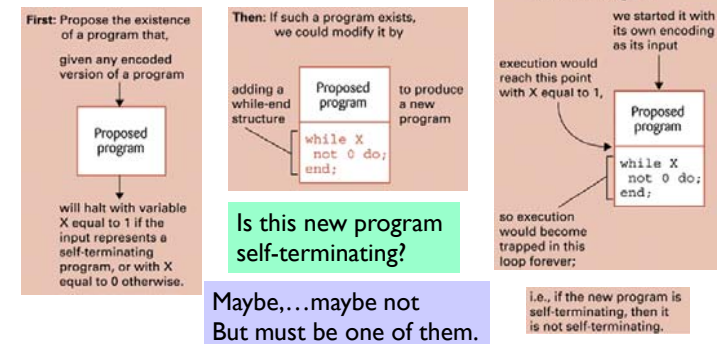 First: Propose the existence
of a program that,
given any encoded
version of a program
Proposed
program
will halt with variable
X equal to 1 if the
input represents a
self-terminating
program, or with X
equal to 0 otherwise.
Then: If such a program exists,
we could modify it by
adding a
while-end
structure
Proposed
program
while X
not 0 do;
end;
to produce
a new
program
Is this new program
self-terminating?
Maybe,…maybe not
But must be one of them.
we started it with
its own encoding
as its input
execution would
reach this point
with X equal to 1,
Proposed
program
while X
not 0 do;
end;
so execution
would become
trapped in this
loop forever;
i.e., if the new program is
self-terminating, then it
is not self-terminating.